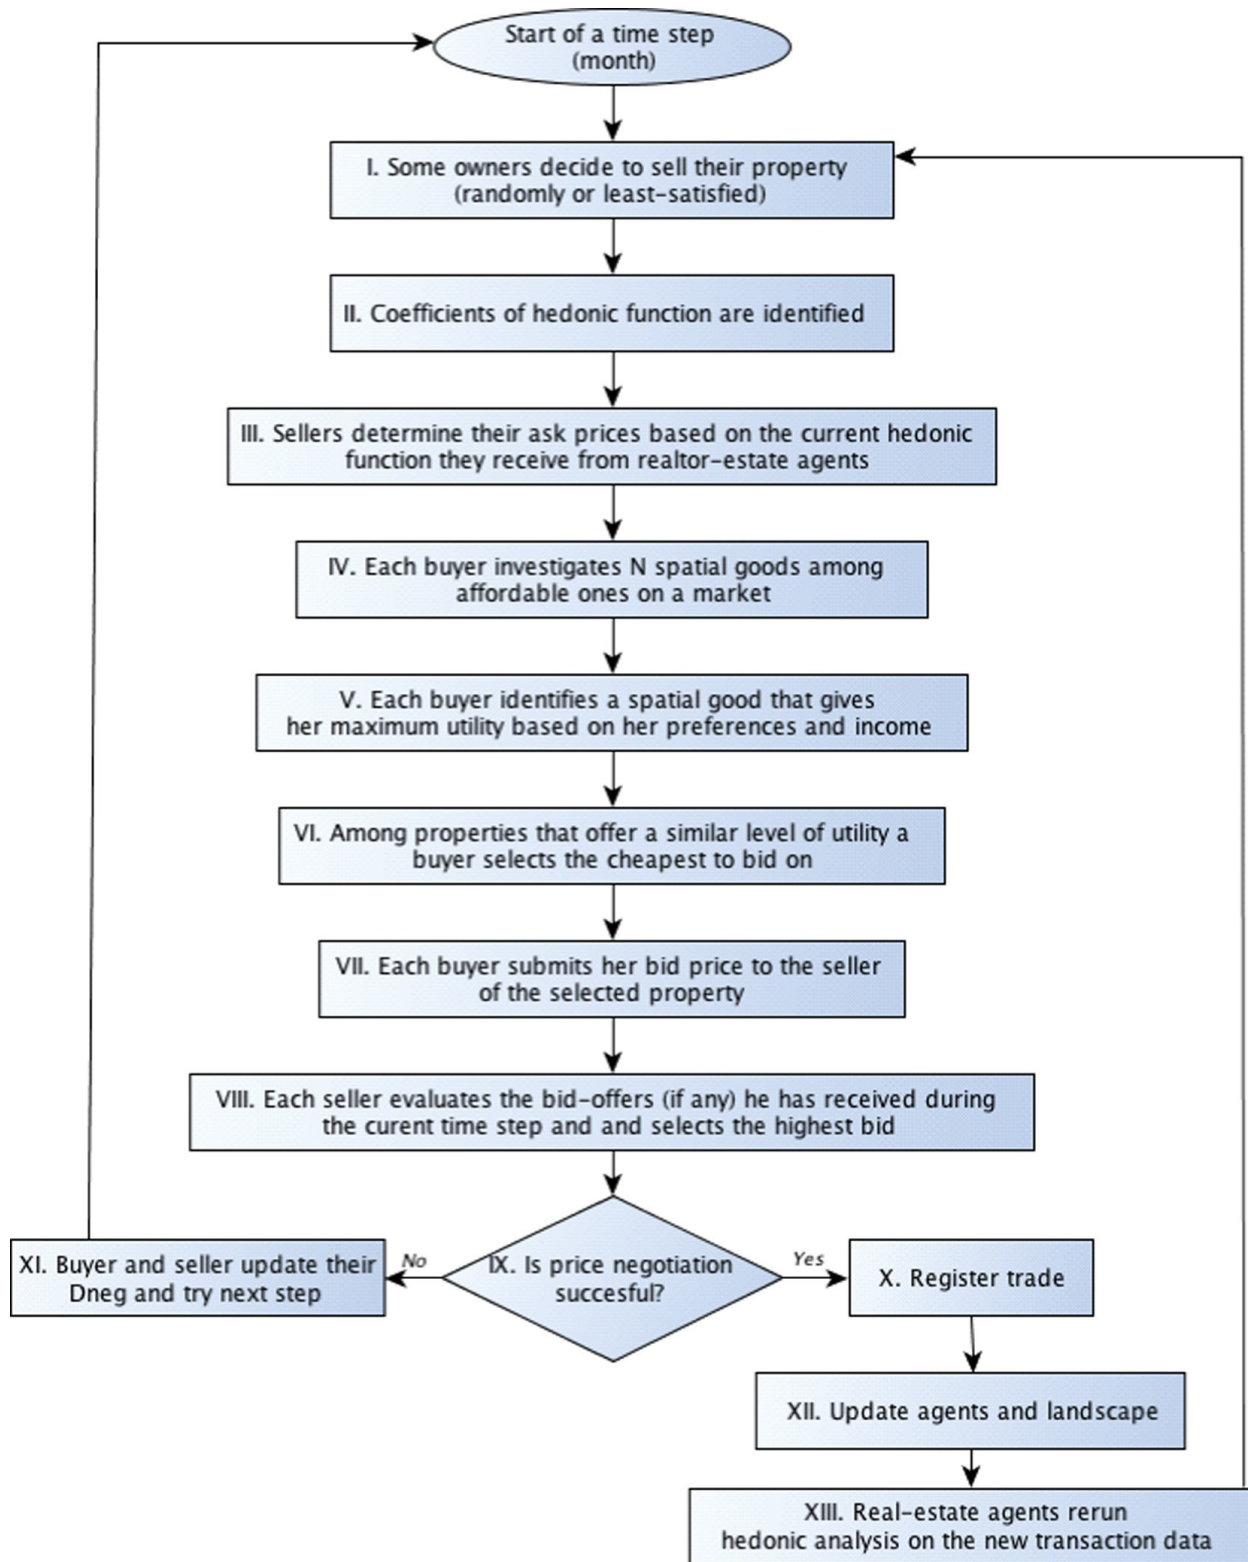 Start of a time step
(month)
I. Some owners decide to sell their property
(randomly or least-satisfied)
II. Coefficients of hedonic function are identified
III. Sellers determine their ask prices based on the current hedonic
function they receive from realtor-estate agents
IV. Each buyer investigates N spatial goods among
affordable ones on a market
V. Each buyer identifies a spatial good that gives
her maximum utility based on her preferences and income
VI. Among properties that offer a similar level of utility a
buyer selects the cheapest to bid on
VII. Each buyer submits her bid price to the seller
of the selected property
VIII. Each seller evaluates the bid-offers (if any) he has received during
the curent time step and and selects the highest bid
XI. Buyer and seller update their
Dneg and try next step
No
IX. Is price negotiation
succesful?
Yes
X. Register trade
XII. Update agents and landscape
XIII. Real-estate agents rerun
hedonic analysis on the new transaction data